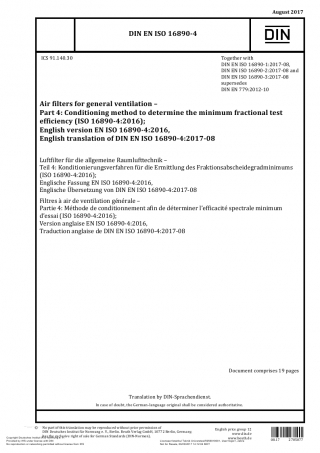 August 2017
DIN EN ISO 16890-4
DIN
ICS 91.140.30
Together with
DIN EN ISO 16890-1:2017-08,
DIN EN ISO 16890-2:2017-08 and
DIN EN ISO 16890-3:2017-08
supersedes
DIN EN 779:2012-10
Air filters for general ventilation –
Part 4: Conditioning method to determine the minimum fractional test
efficiency (ISO 16890-4:2016);
English version EN ISO 16890-4:2016,
English translation of DIN EN ISO 16890-4:2017-08
Luftfilter für die allgemeine Raumlufttechnik –
Teil 4: Konditionierungsverfahren für die Ermittlung des Fraktionsabscheidegradminimums
(ISO 16890-4:2016);
Englische Fassung EN ISO 16890-4:2016,
Englische Übersetzung von DIN EN ISO 16890-4:2017-08
Filtres à air de ventilation générale –
Partie 4: Méthode de conditionnement afin de déterminer l'efficacité spectrale minimum
d'essai (ISO 16890-4:2016);
Version anglaise EN ISO 16890-4:2016,
Traduction anglaise de DIN EN ISO 16890-4:2017-08
Document comprises 19 pages
Translation by DIN-Sprachendienst.
In case of doubt, the German-language original shall be considered authoritative.